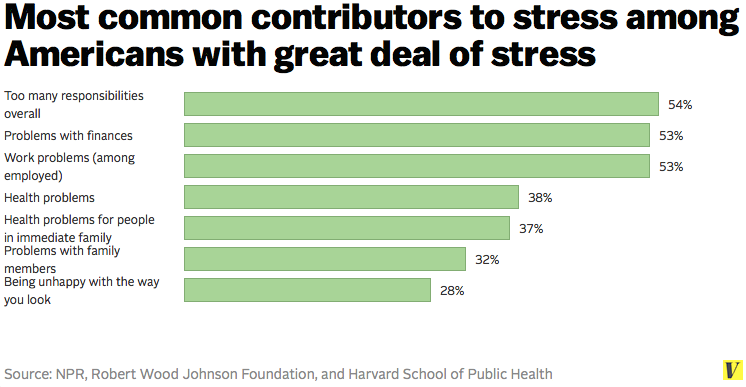 Most common contributors to stress among
Americans with great deal of stress
Too many responsibilities
overall
54%
Problems with finances
53%
Work problems (among
employed)
53%
Health problems
38%
Health problems for people
in immediate family
37%
Problems with family
members
32%
Being unhappy with the way
you look
28%
Source: NPR, Robert Wood Johnson Foundation, and Harvard School of Public Health
V